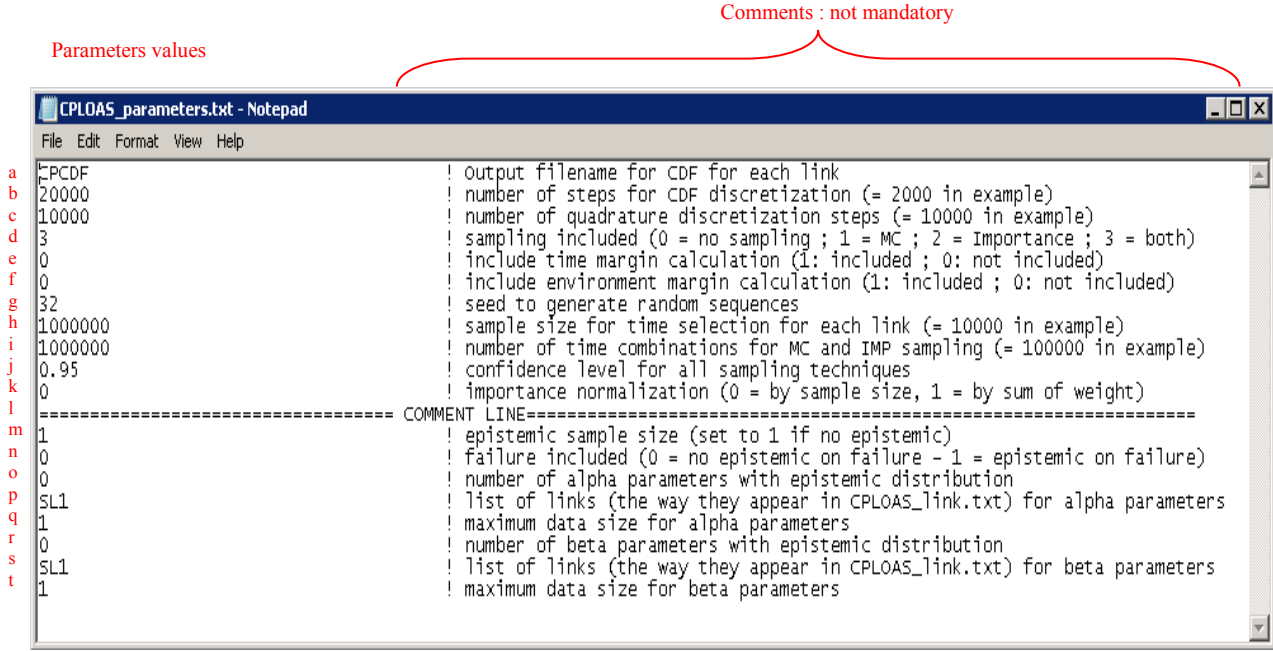 Comments : not mandatory
Parameters values
CPLOAS_parameters.txt - Notepad
File Edit Format View Help
a CPCDF ! Output filename for CDF for each link
b 20000 ! number of steps for CDF discretization (= 2000 in example)
c 10000 ! number of quadrature discretization steps (= 10000 in example)
d 3 ! sampling included (0 = no sampling ; 1 = MC ; 2 = Importance ; 3 = both)
e 0 ! include time margin calculation (1: included ; 0: not included)
f 0 ! include environment margin calculation (1: included ; 0: not included)
g 32 ! seed to generate random sequences
h 1000000 ! sample size for time selection for each link (= 10000 in example)
i 1000000 ! number of time combinations for MC and IMP sampling (= 100000 in example)
j 0.95 ! confidence level for all sampling techniques
k 0 ! importance normalization (0 = by sample size, 1 = by sum of weight)
l =================================== COMMENT LINE===================================================================
m 1 ! epistemic sample size (set to 1 if no epistemic)
n 0 ! failure included (0 = no epistemic on failure - 1 = epistemic on failure)
o 0 ! number of alpha parameters with epistemic distribution
p SL1 ! list of links (the way they appear in CPLOAS_link.txt) for alpha parameters
q 1 ! maximum data size for alpha parameters
r 0 ! number of beta parameters with epistemic distribution
s SL1 ! list of links (the way they appear in CPLOAS_link.txt) for beta parameters
t 1 ! maximum data size for beta parameters